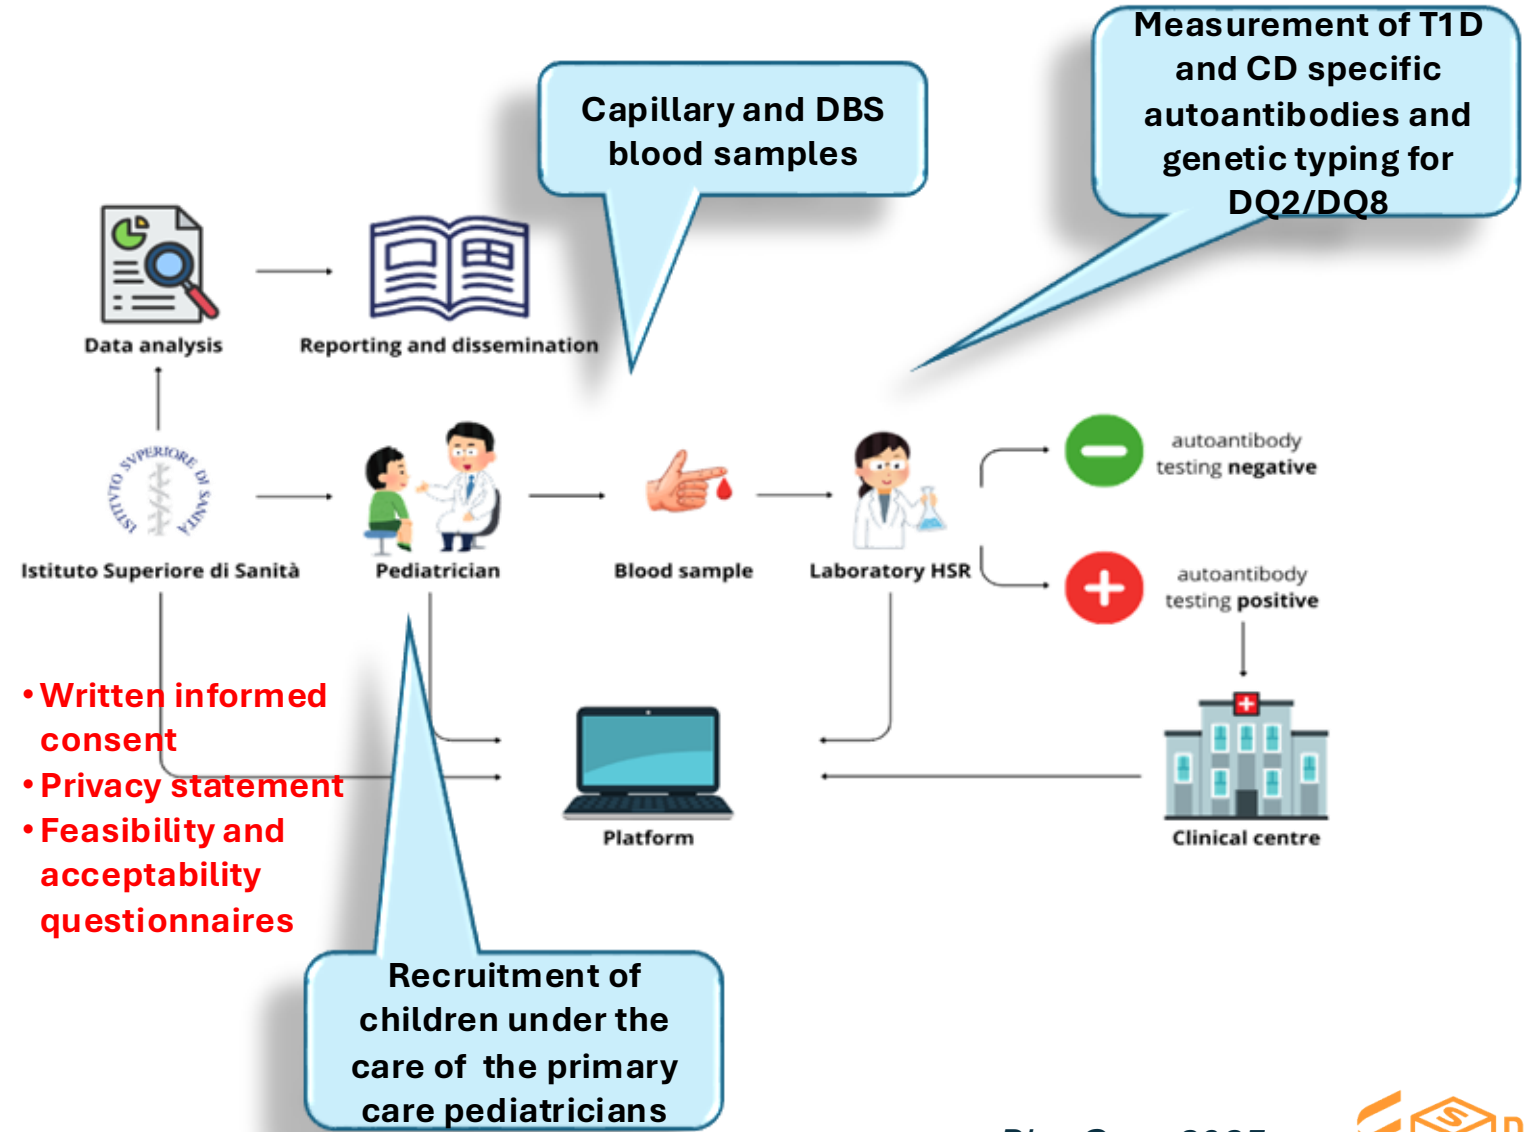 Measurement of T1D
and CD specific
autoantibodies and
genetic typing for
DQ2/DQ8
Capillary and DBS
blood samples
Data analysis
Reporting and dissemination
ISTITUTO SVPERIORE DI SANITÀ
autoantibody
testing negative
Istituto Superiore di Sanità
Pediatrician
Blood sample
Laboratory HSR
autoantibody
testing positive
• Written informed
consent
• Privacy statement
• Feasibility and
acceptability
questionnaires
Platform
Clinical centre
Recruitment of
children under the
care of the primary
care pediatricians
S